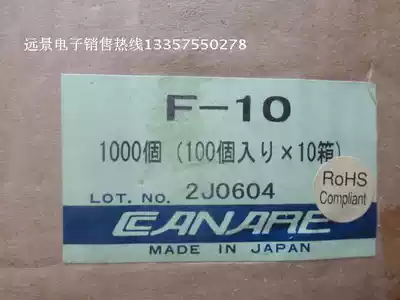 远景电子销售热线13357550278
F-10
1000個 (100個入り×10箱)
LOT. NO. 2J0604
RoHS
Compliant
CANARE
MADE IN JAPAN